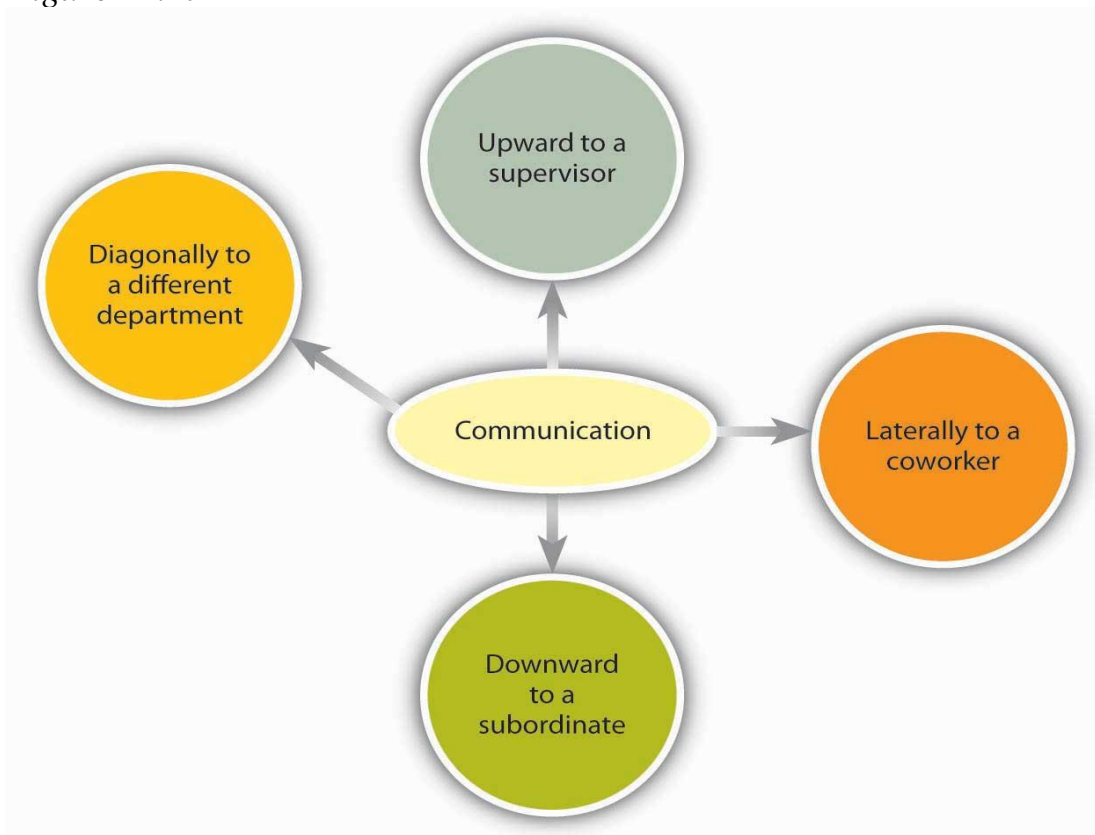 Upward to a
supervisor
Diagonally to
a different
department
Communication
Laterally to a
coworker
Downward
to a
subordinate